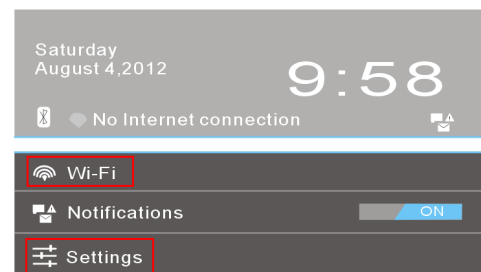 Saturday
August 4,2012
9:58
No Internet connection
Wi-Fi
Notifications
ON
Settings